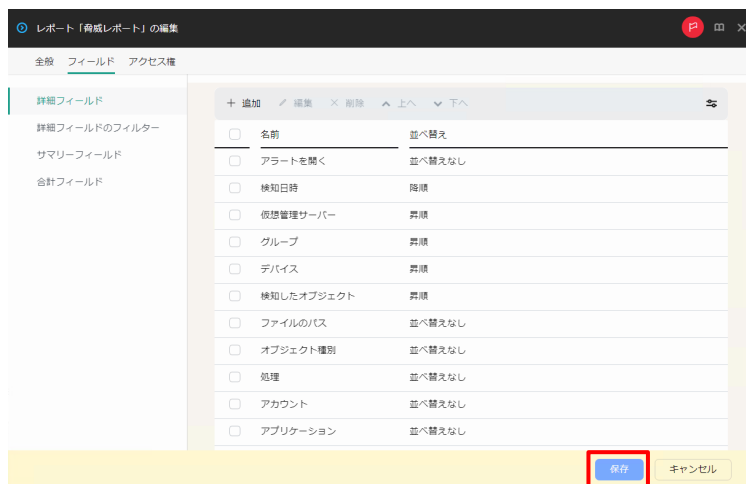 レポート「脅威レポート」の編集
全般 フィールド アクセス権
詳細フィールド
詳細フィールドのフィルター
サマリーフィールド
合計フィールド
追加 編集 削除 上へ 下へ
名前 並べ替え
アラートを開く 並べ替えなし
検知日時 降順
仮想管理サーバー 昇順
グループ 昇順
デバイス 昇順
検知したオブジェクト 昇順
ファイルのパス 並べ替えなし
オブジェクト種別 並べ替えなし
処理 並べ替えなし
アカウント 並べ替えなし
アプリケーション 並べ替えなし
保存 キャンセル